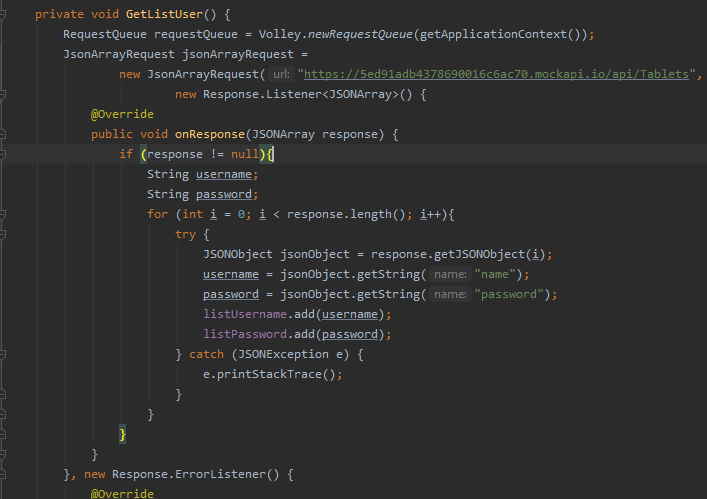 private void GetListUser() {
RequestQueue requestQueue = Volley.newRequestQueue(getApplicationContext());
JsonArrayRequest jsonArrayRequest =
new JsonArrayRequest( url: "https://5ed91adb4378690016c6ac70.mockapi.io/api/Tablets",
new Response.Listener<JSONArray>() {
@Override
public void onResponse(JSONArray response) {
if (response != null){
String username;
String password;
for (int i = 0; i < response.length(); i++){
try {
JSONObject jsonObject = response.getJSONObject(i);
username = jsonObject.getString( name: "name");
password = jsonObject.getString( name: "password");
listUsername.add(username);
listPassword.add(password);
} catch (JSONException e) {
e.printStackTrace();
}
}
}
}
}, new Response.ErrorListener() {
@Override